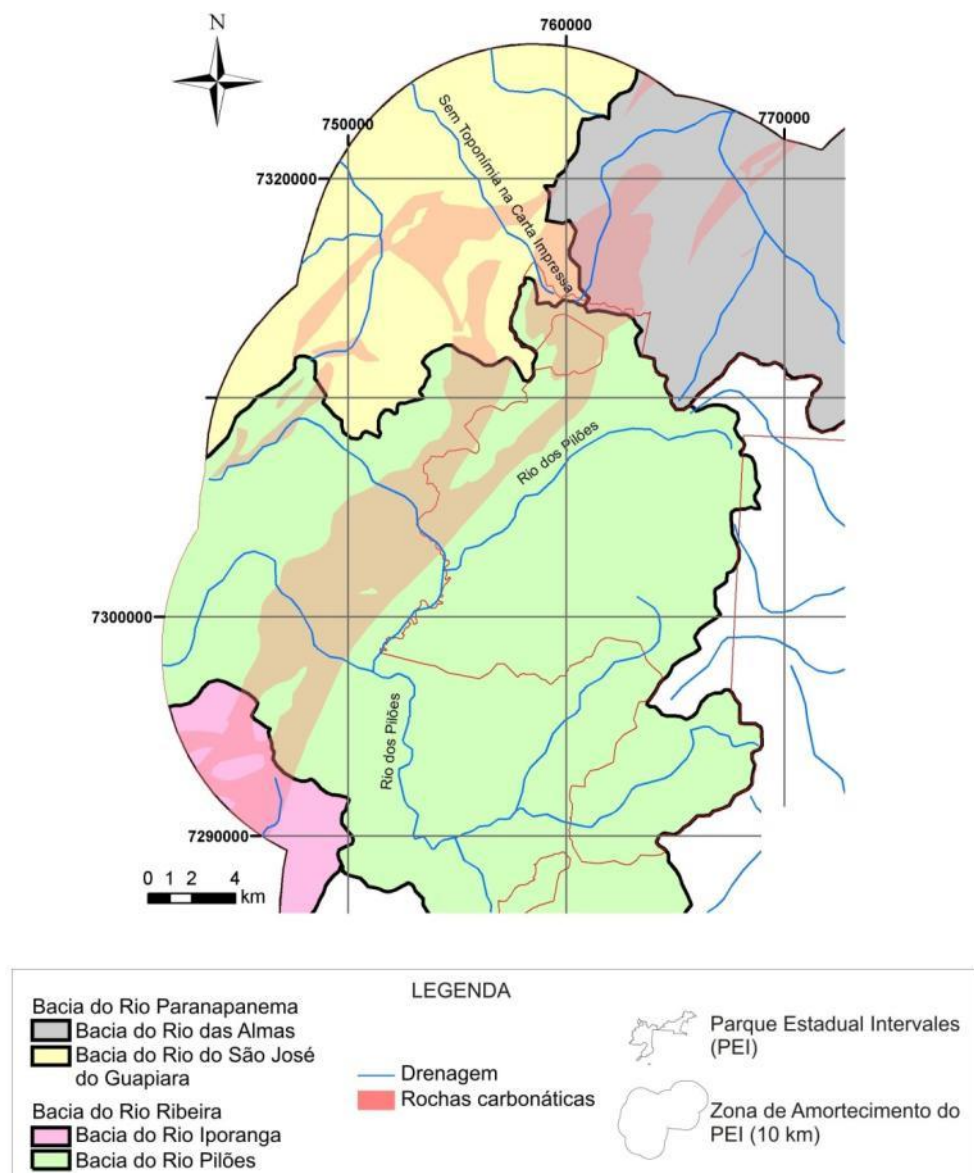 N
760000
750000
770000
7320000
Sem Toponímia na Carta Impressa
Rio dos Pilões
7300000
Rio dos Pilões
7290000
0 1 2 4
km
LEGENDA
Bacia do Rio Paranapanema
Bacia do Rio das Almas
Bacia do Rio do São José
do Guapiara
Bacia do Rio Ribeira
Bacia do Rio Iporanga
Bacia do Rio Pilões
Drenagem
Rochas carbonáticas
Parque Estadual Intervales
(PEI)
Zona de Amortecimento do
PEI (10 km)